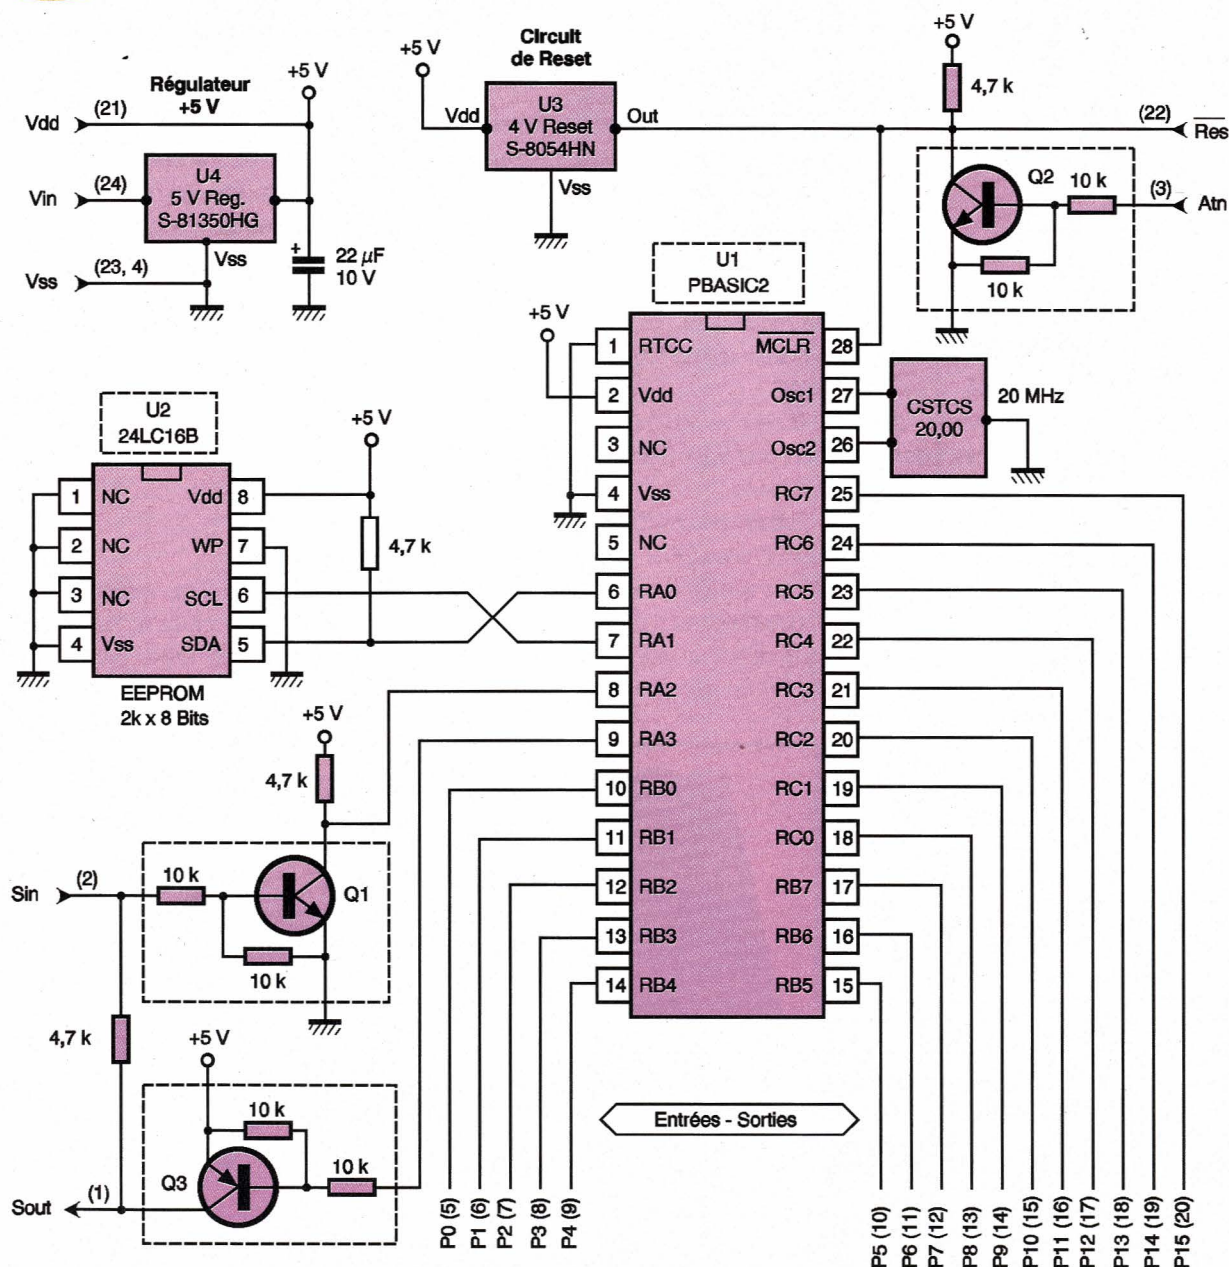 Régulateur
+5 V
+5 V
Vdd
(21)
Vin
(24)
U4
5 V Reg.
S-81350HG
Vss
Vss
(23, 4)
+
22 µF
10 V
Circuit
de Reset
+5 V
Vdd
U3
4 V Reset
S-8054HN
Out
Vss
+5 V
4,7 k
(22)
Res
Q2
10 k
(3)
Atn
10 k
U1
PBASIC2
+5 V
1 RTCC
2 Vdd
3 NC
4 Vss
5 NC
6 RA0
7 RA1
8 RA2
9 RA3
10 RB0
11 RB1
12 RB2
13 RB3
14 RB4
MCLR 28
Osc1 27
Osc2 26
RC7 25
RC6 24
RC5 23
RC4 22
RC3 21
RC2 20
RC1 19
RC0 18
RB7 17
RB6 16
RB5 15
CSTCS
20,00
20 MHz
U2
24LC16B
+5 V
1 NC
2 NC
3 NC
4 Vss
Vdd 8
WP 7
SCL 6
SDA 5
4,7 k
EEPROM
2k x 8 Bits
+5 V
4,7 k
Sin
(2)
10 k
Q1
10 k
4,7 k
+5 V
10 k
Q3
10 k
Sout
(1)
Entrées - Sorties
P0 (5)
P1 (6)
P2 (7)
P3 (8)
P4 (9)
P5 (10)
P6 (11)
P7 (12)
P8 (13)
P9 (14)
P10 (15)
P11 (16)
P12 (17)
P13 (18)
P14 (19)
P15 (20)